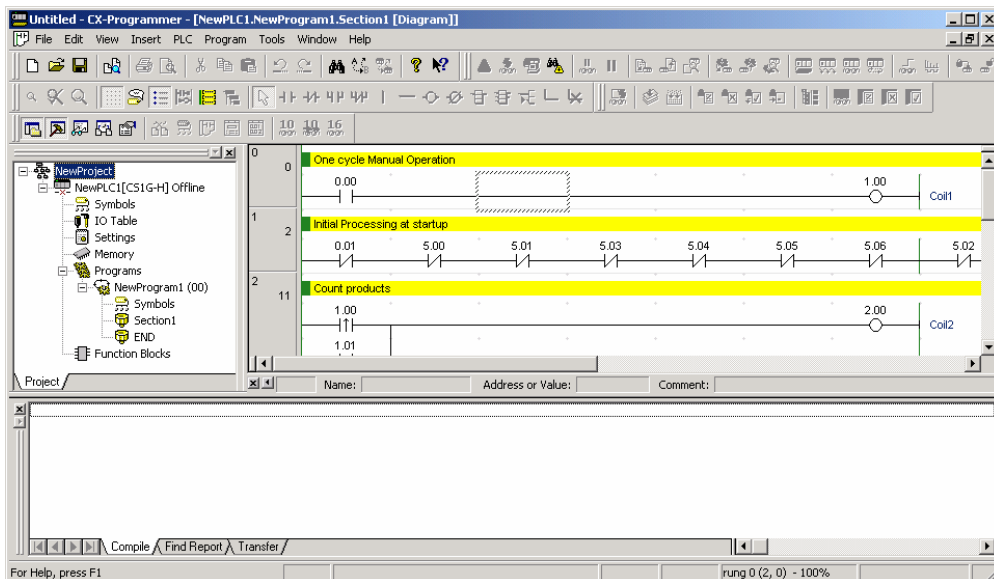 Untitled - CX-Programmer - [NewPLC1.NewProgram1.Section1 [Diagram]]
File Edit View Insert PLC Program Tools Window Help
10 10 16
NewProject
NewPLC1[CS1G-H] Offline
Symbols
IO Table
Settings
Memory
Programs
NewProgram1 (00)
Symbols
Section1
END
Function Blocks
Project
0 0 One cycle Manual Operation
0.00 1.00
Coil1
1 2 Initial Processing at startup
0.01 5.00 5.01 5.03 5.04 5.05 5.06 5.02
2 11 Count products
1.00 2.00
Coil2
1.01
Name: Address or Value: Comment:
Compile Find Report Transfer
For Help, press F1 rung 0 (2, 0) - 100%